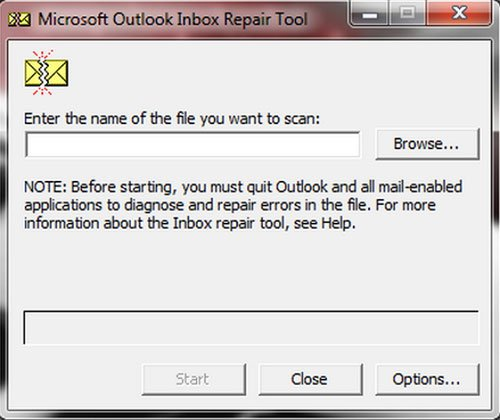 Microsoft Outlook Inbox Repair Tool
Enter the name of the file you want to scan:
Browse...
NOTE: Before starting, you must quit Outlook and all mail-enabled
applications to diagnose and repair errors in the file. For more
information about the Inbox repair tool, see Help.
Start
Close
Options...